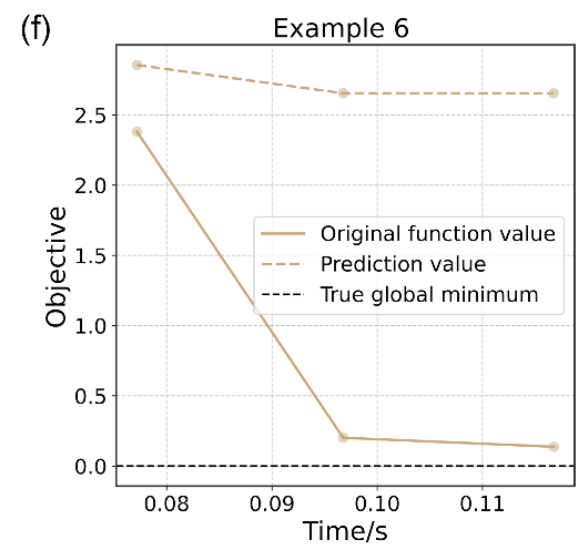 (f)
Example 6
Objective
2.5
2.0
1.5
1.0
0.5
0.0
Original function value
Prediction value
True global minimum
0.08 0.09 0.10 0.11
Time/s